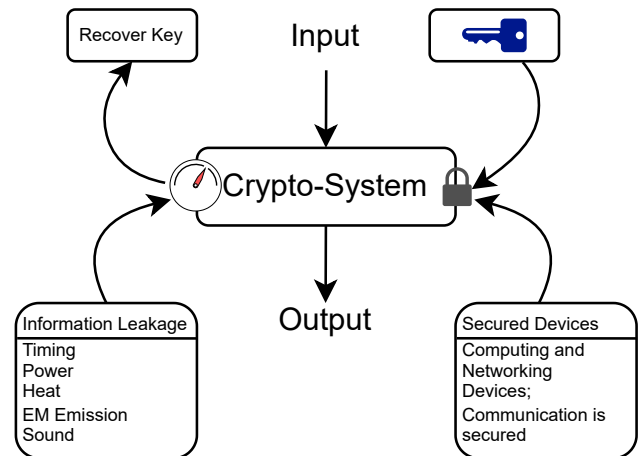 Recover Key
Input
Crypto-System
Output
Information Leakage
Timing
Power
Heat
EM Emission
Sound
Secured Devices
Computing and
Networking
Devices;
Communication is
secured